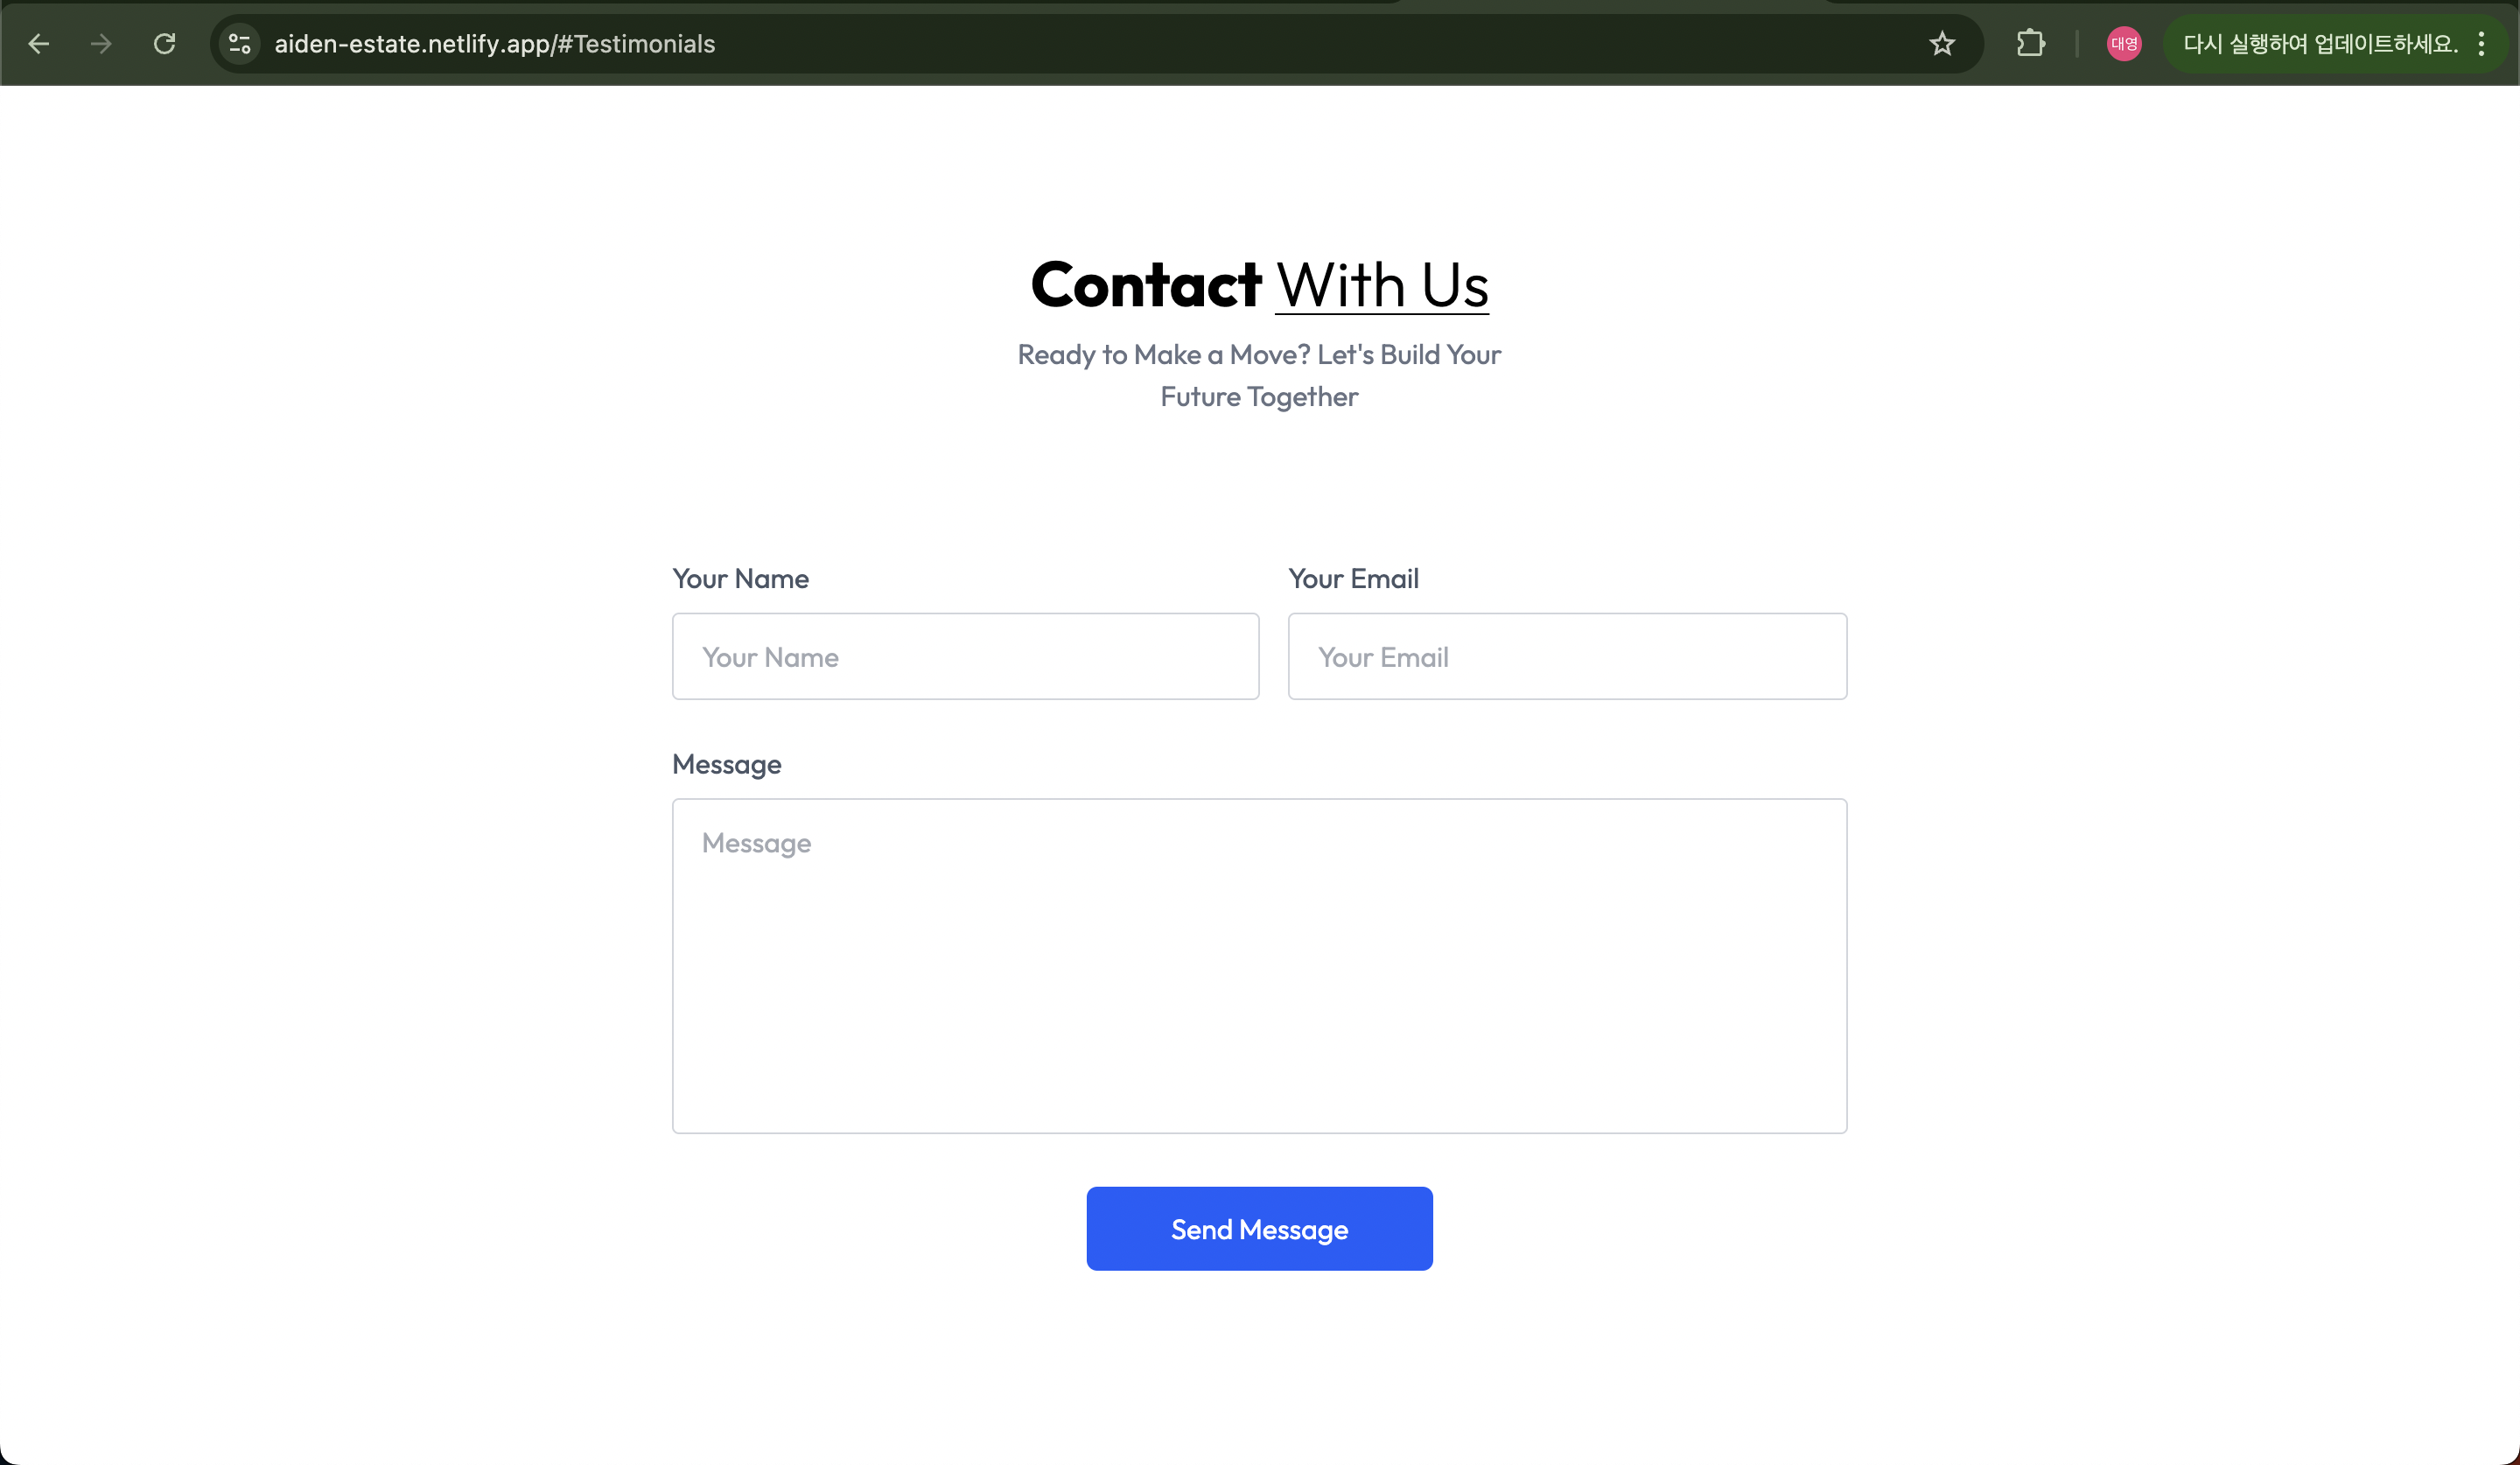 aiden-estate.netlify.app/#Testimonials
대영
다시 실행하여 업데이트하세요.
Contact With Us
Ready to Make a Move? Let's Build Your
Future Together
Your Name
Your Email
Your Name
Your Email
Message
Message
Send Message